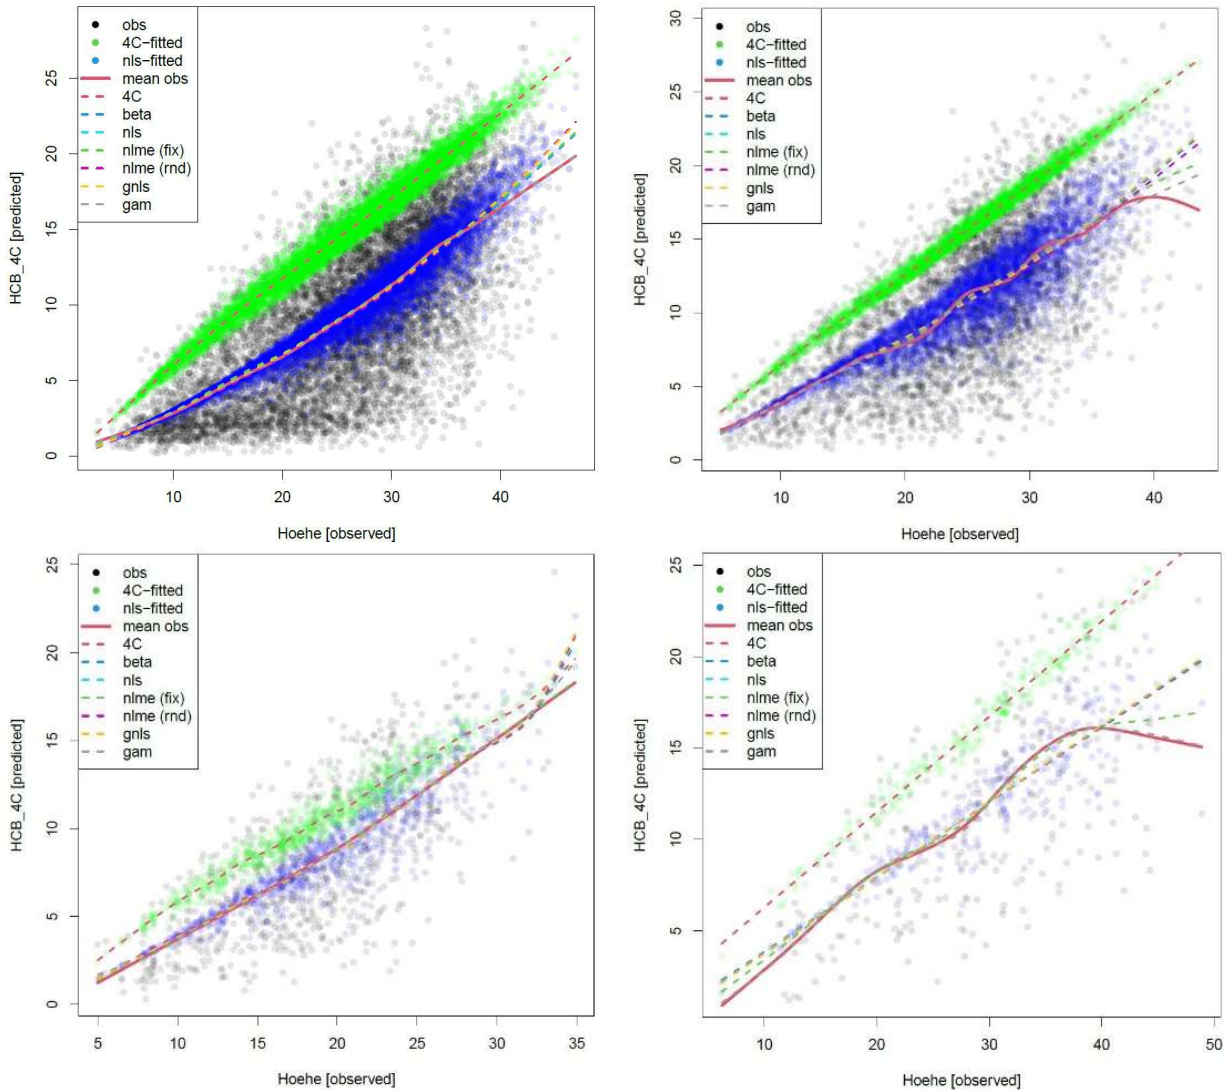 obs
4C-fitted
nls-fitted
mean obs
4C
beta
nls
nlme (fix)
nlme (rnd)
gnls
gam
HCB_4C [predicted]
25
20
15
10
5
0
10 20 30 40
Hoehe [observed]
obs
4C-fitted
nls-fitted
mean obs
4C
beta
nls
nlme (fix)
nlme (rnd)
gnls
gam
HCB_4C [predicted]
30
25
20
15
10
5
0
10 20 30 40
Hoehe [observed]
obs
4C-fitted
nls-fitted
mean obs
4C
beta
nls
nlme (fix)
nlme (rnd)
gnls
gam
HCB_4C [predicted]
25
20
15
10
5
0
5 10 15 20 25 30 35
Hoehe [observed]
obs
4C-fitted
nls-fitted
mean obs
4C
beta
nls
nlme (fix)
nlme (rnd)
gnls
gam
HCB_4C [predicted]
25
20
15
10
5
10 20 30 40 50
Hoehe [observed]